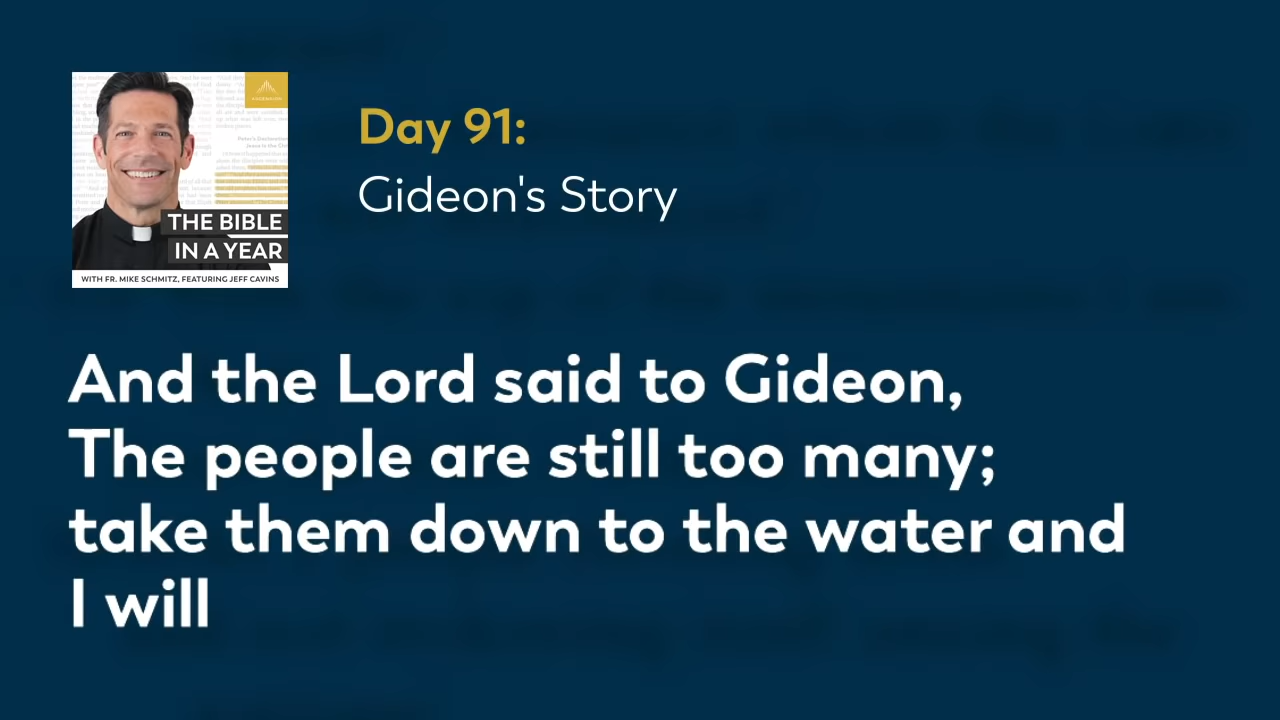 THE BIBLE
IN A YEAR
WITH FR. MIKE SCHMITZ, FEATURING JEFF CAVINS
Day 91:
Gideon's Story
And the Lord said to Gideon,
The people are still too many;
take them down to the water and
I will